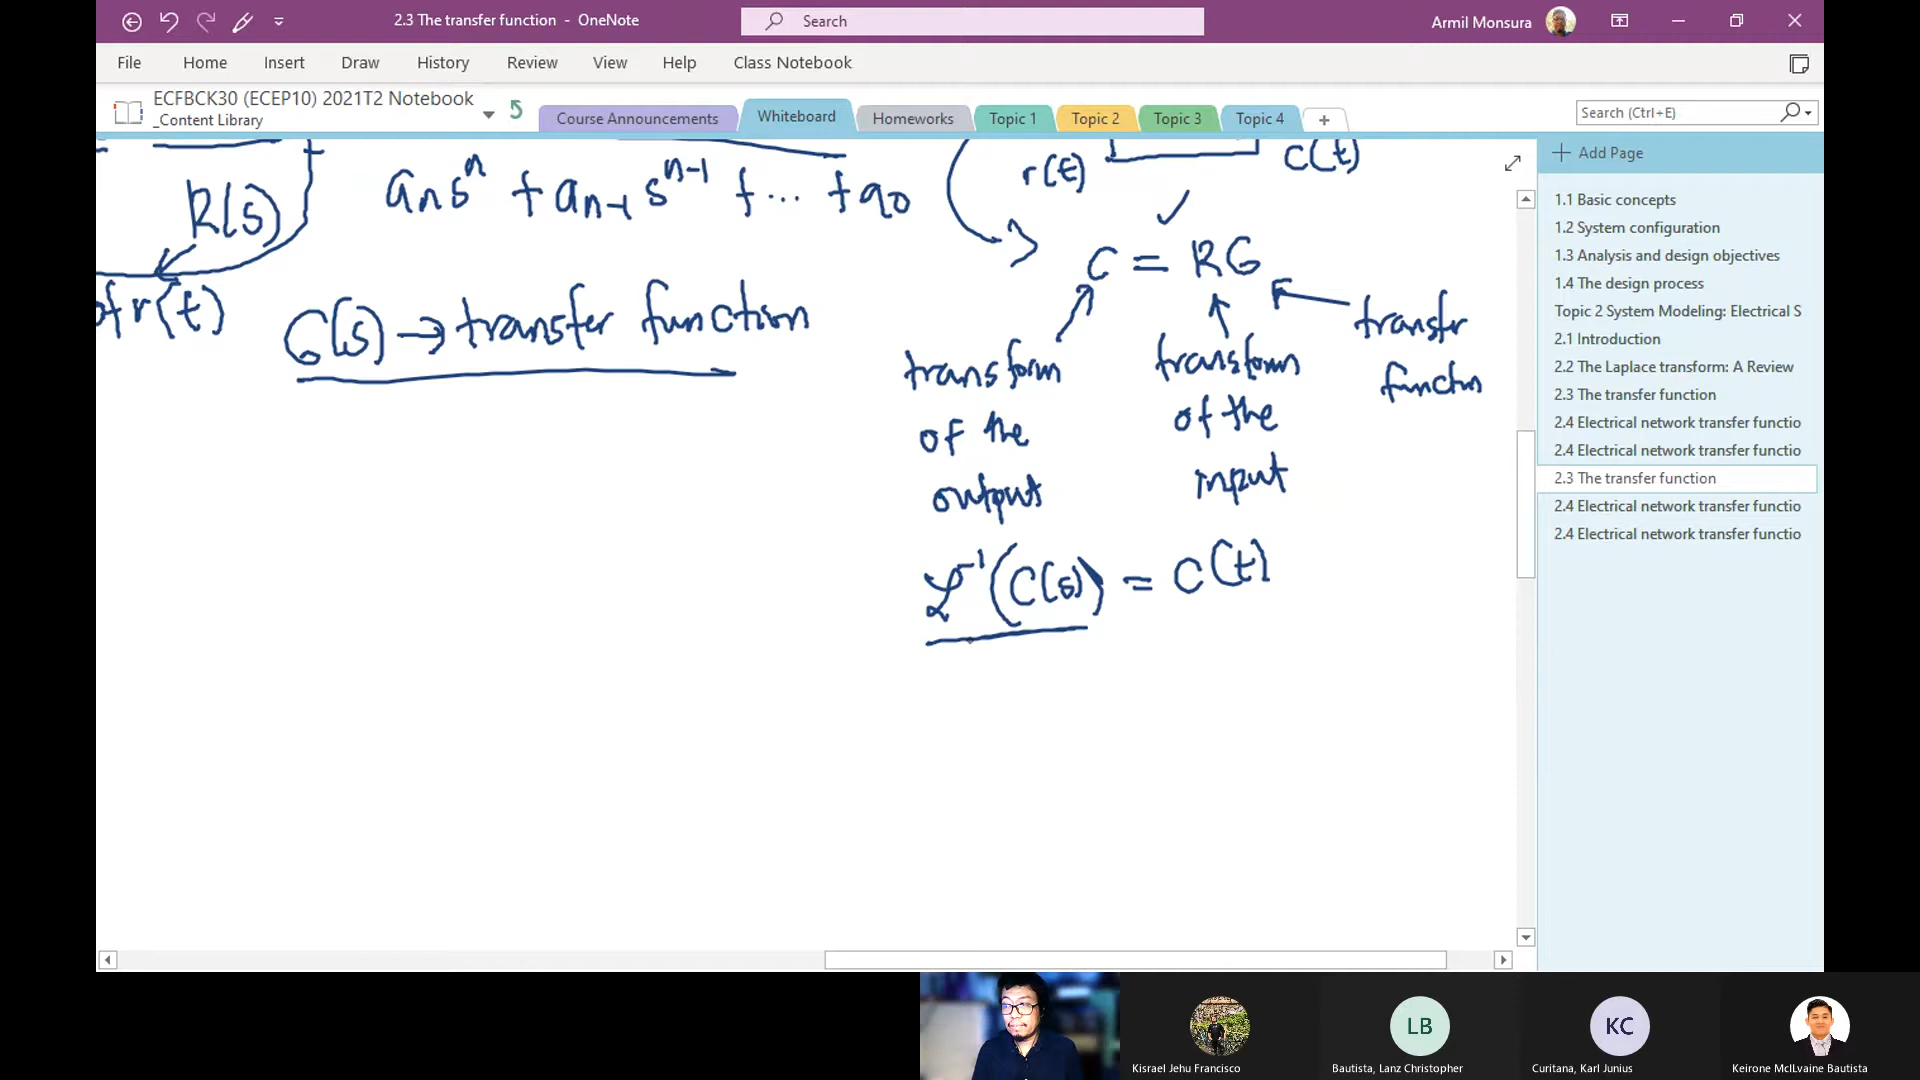 2.3 The transfer function - OneNote
Search
Armil Monsura
File Home Insert Draw History Review View Help Class Notebook
ECFBCK30 (ECEP10) 2021T2 Notebook
_Content Library
Course Announcements Whiteboard Homeworks Topic 1 Topic 2 Topic 3 Topic 4 +
Search (Ctrl+E)
Add Page
1.1 Basic concepts
1.2 System configuration
1.3 Analysis and design objectives
1.4 The design process
Topic 2 System Modeling: Electrical S
2.1 Introduction
2.2 The Laplace transform: A Review
2.3 The transfer function
2.4 Electrical network transfer functio
2.4 Electrical network transfer functio
2.3 The transfer function
2.4 Electrical network transfer functio
2.4 Electrical network transfer functio
r(t) c(t)
R(s)
aₙsⁿ + aₙ₋₁ sⁿ⁻¹ + ... + a₀
✓
C = RG
of r(t)
G(s) → transfer function
transfer
functn
transform
of the
output
transform
of the
input
ℒ⁻¹(C(s)) = C(t)
Kisrael Jehu Francisco
LB
Bautista, Lanz Christopher
KC
Curitana, Karl Junius
Keirone McILvaine Bautista